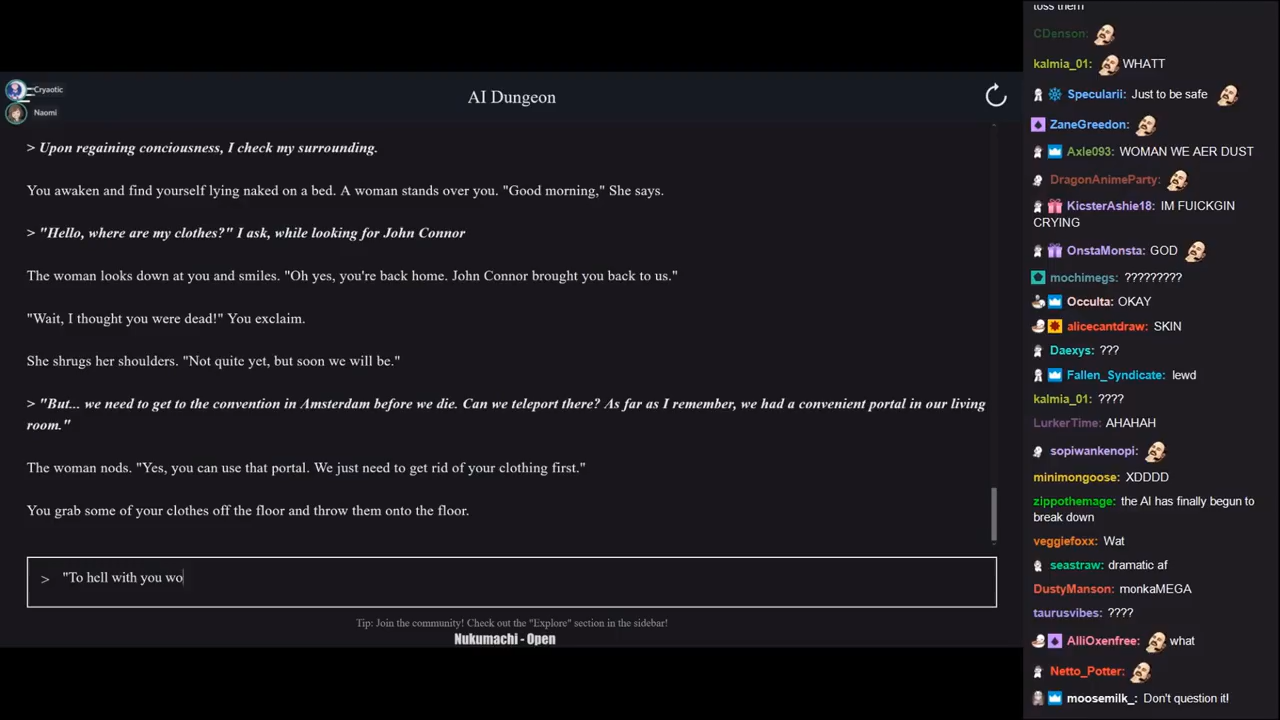 Cryaotic
Naomi
AI Dungeon
> Upon regaining conciousness, I check my surrounding.
You awaken and find yourself lying naked on a bed. A woman stands over you. "Good morning," She says.
> "Hello, where are my clothes?" I ask, while looking for John Connor
The woman looks down at you and smiles. "Oh yes, you're back home. John Connor brought you back to us."
"Wait, I thought you were dead!" You exclaim.
She shrugs her shoulders. "Not quite yet, but soon we will be."
> "But... we need to get to the convention in Amsterdam before we die. Can we teleport there? As far as I remember, we had a convenient portal in our living
room."
The woman nods. "Yes, you can use that portal. We just need to get rid of your clothing first."
You grab some of your clothes off the floor and throw them onto the floor.
> "To hell with you wo
Tip: Join the community! Check out the "Explore" section in the sidebar!
Nukumachi - Open
toss them
CDenson:
kalmia_01: WHATT
Specularii: Just to be safe
ZaneGreedon:
Axle093: WOMAN WE AER DUST
DragonAnimeParty:
KicsterAshie18: IM FUICKGIN
CRYING
OnstaMonsta: GOD
mochimegs: ?????????
Occulta: OKAY
alicecantdraw: SKIN
Daexys: ???
Fallen_Syndicate: lewd
kalmia_01: ????
LurkerTime: AHAHAH
sopiwankenopi:
minimongoose: XDDDD
zippothemage: the AI has finally begun to
break down
veggiefoxx: Wat
seastraw: dramatic af
DustyManson: monkaMEGA
taurusvibes: ????
AlliOxenfree: what
Netto_Potter:
moosemilk_: Don't question it!